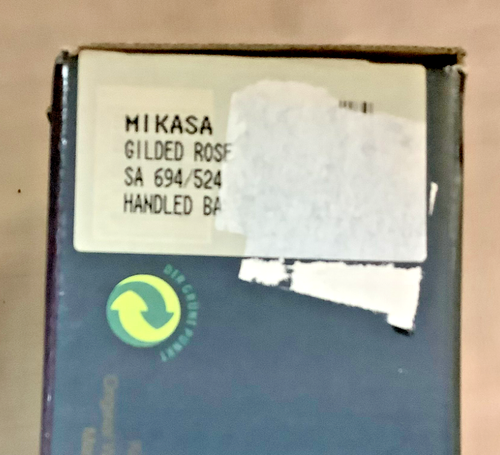 MIKASA
GILDED ROSE
SA 694/524
HANDLED BA
DER GRÜNE PUNKT